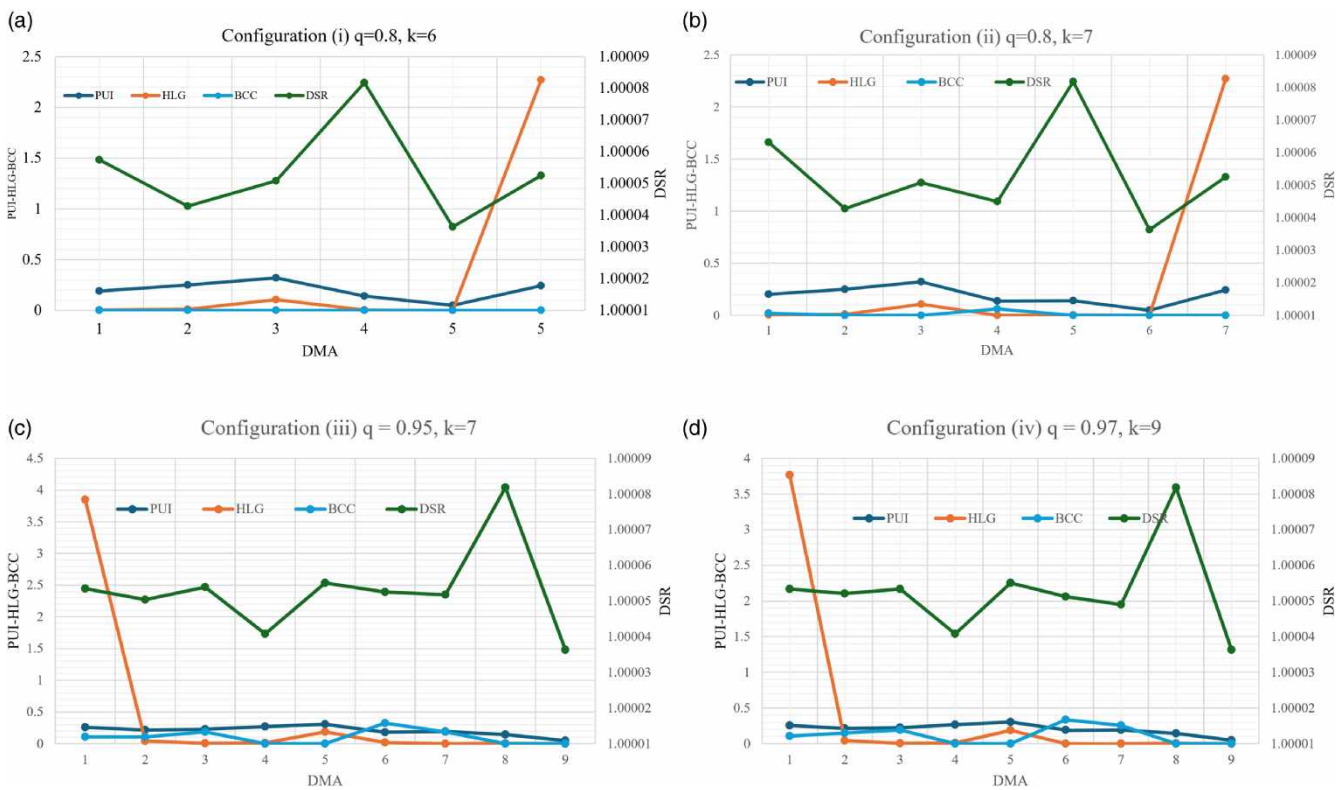 (a)
Configuration (i) q=0.8, k=6
2.5
2
1.5
1
0.5
0
PUI-HLG-BCC
PUI HLG BCC DSR
1.00009
1.00008
1.00007
1.00006
1.00005
1.00004
1.00003
1.00002
1.00001
DSR
1 2 3 4 5 5
DMA
(b)
Configuration (ii) q=0.8, k=7
2.5
2
1.5
1
0.5
0
PUI-HLG-BCC
PUI HLG BCC DSR
1.00009
1.00008
1.00007
1.00006
1.00005
1.00004
1.00003
1.00002
1.00001
DSR
1 2 3 4 5 6 7
DMA
(c)
Configuration (iii) q = 0.95, k=7
4.5
4
3.5
3
2.5
2
1.5
1
0.5
0
PUI-HLG-BCC
PUI HLG BCC DSR
1.00009
1.00008
1.00007
1.00006
1.00005
1.00004
1.00003
1.00002
1.00001
DSR
1 2 3 4 5 6 7 8 9
DMA
(d)
Configuration (iv) q = 0.97, k=9
4
3.5
3
2.5
2
1.5
1
0.5
0
PUI-HLG-BCC
PUI HLG BCC DSR
1.00009
1.00008
1.00007
1.00006
1.00005
1.00004
1.00003
1.00002
1.00001
DSR
1 2 3 4 5 6 7 8 9
DMA